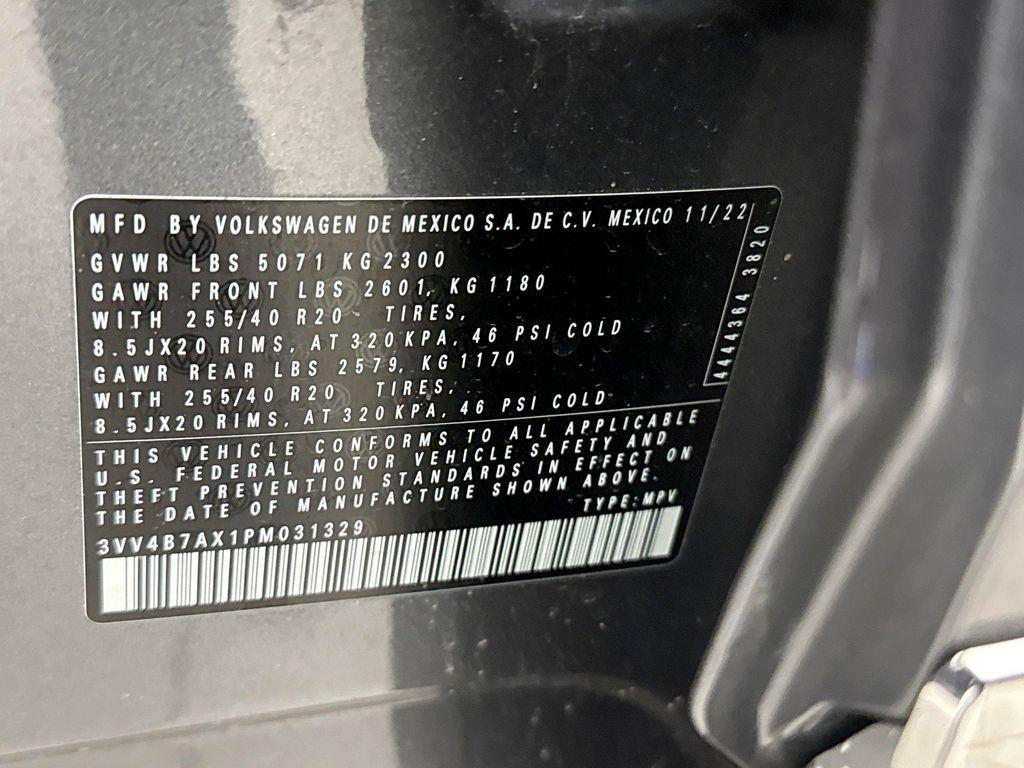 MFD BY VOLKSWAGEN DE MEXICO S.A. DE C.V. MEXICO 11/22
GVWR LBS 5071 KG 2300
GAWR FRONT LBS 2601, KG 1180
WITH 255/40 R20 TIRES,
8.5JX20 RIMS, AT 320 KPA, 46 PSI COLD
GAWR REAR LBS 2579, KG 1170
WITH 255/40 R20 TIRES,
8.5JX20 RIMS, AT 320 KPA, 46 PSI COLD
4444364 3820
THIS VEHICLE CONFORMS TO ALL APPLICABLE
U.S. FEDERAL MOTOR VEHICLE SAFETY AND
THEFT PREVENTION STANDARDS IN EFFECT ON
THE DATE OF MANUFACTURE SHOWN ABOVE.
TYPE: MPV
3VV4B7AX1PM031329